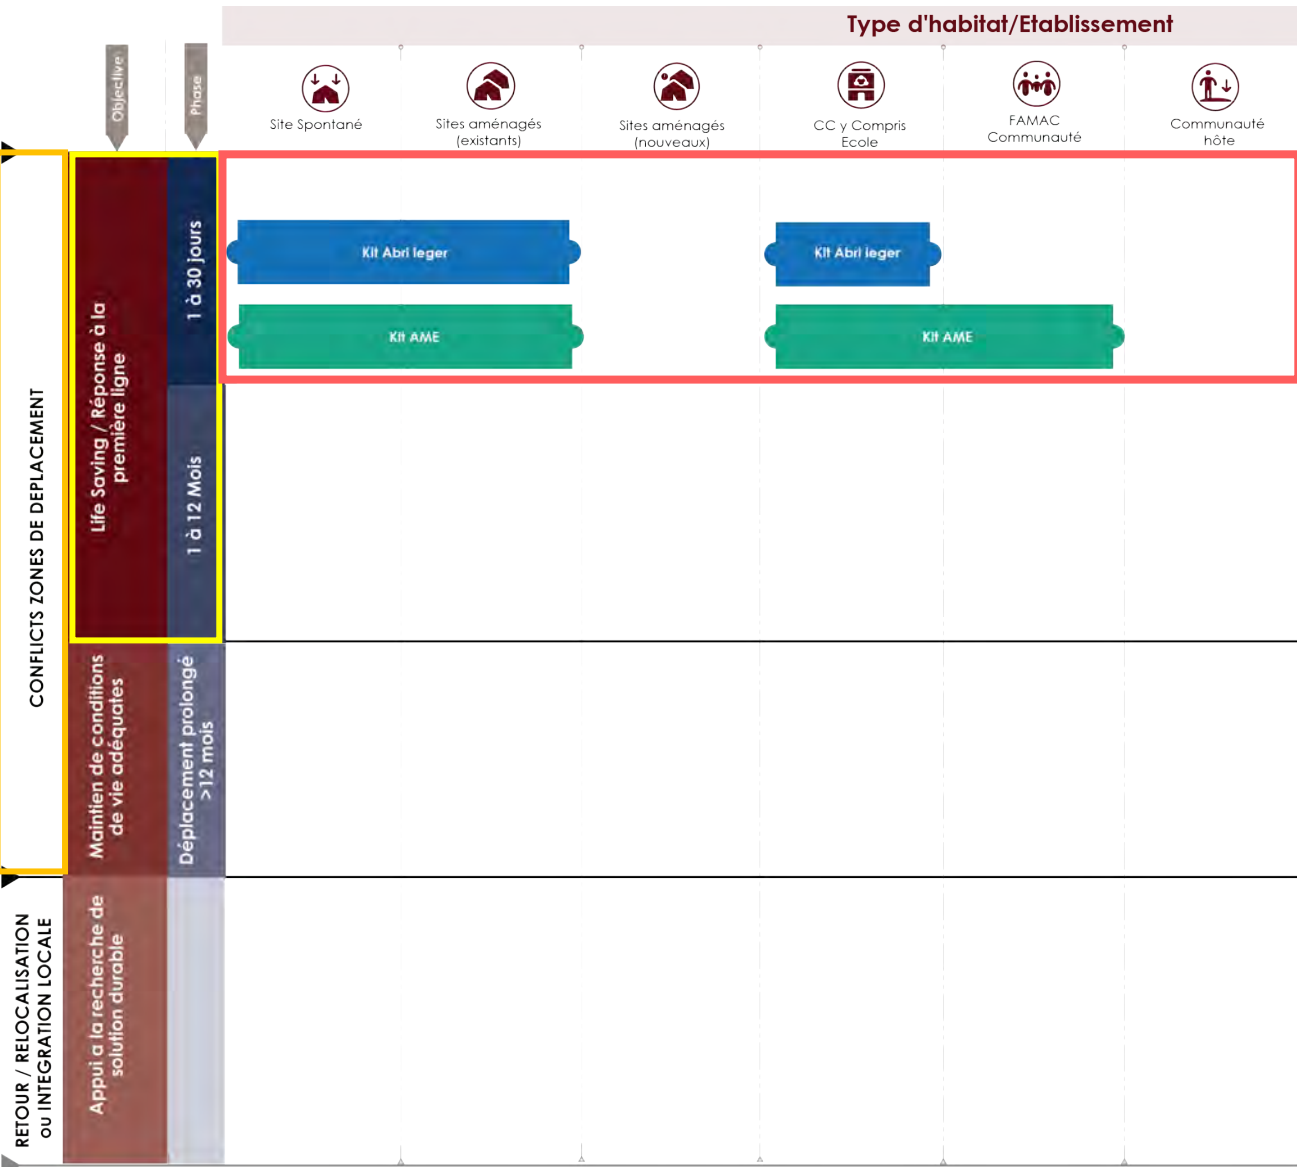 Type d'habitat/Etablissement
Objective
Phase
Site Spontané
Sites aménagés
(existants)
Sites aménagés
(nouveaux)
CC y Compris
Ecole
FAMAC
Communauté
Communauté
hôte
CONFLICTS ZONES DE DEPLACEMENT
Life Saving / Réponse à la
première ligne
1 à 30 jours
Kit Abri leger
Kit Abri leger
Kit AME
Kit AME
1 à 12 Mois
Maintien de conditions
de vie adéquates
Déplacement prolongé
>12 mois
RETOUR / RELOCALISATION
ou INTEGRATION LOCALE
Appui a la recherche de
solution durable